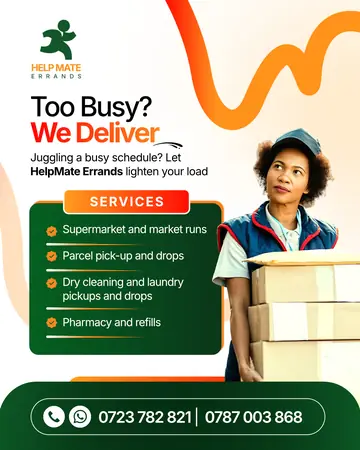 HELP MATE
ERRANDS
Too Busy?
We Deliver
Juggling a busy schedule? Let
HelpMate Errands lighten your load
SERVICES
Supermarket and market runs
Parcel pick-up and drops
Dry cleaning and laundry
pickups and drops
Pharmacy and refills
0723 782 821 | 0787 003 868